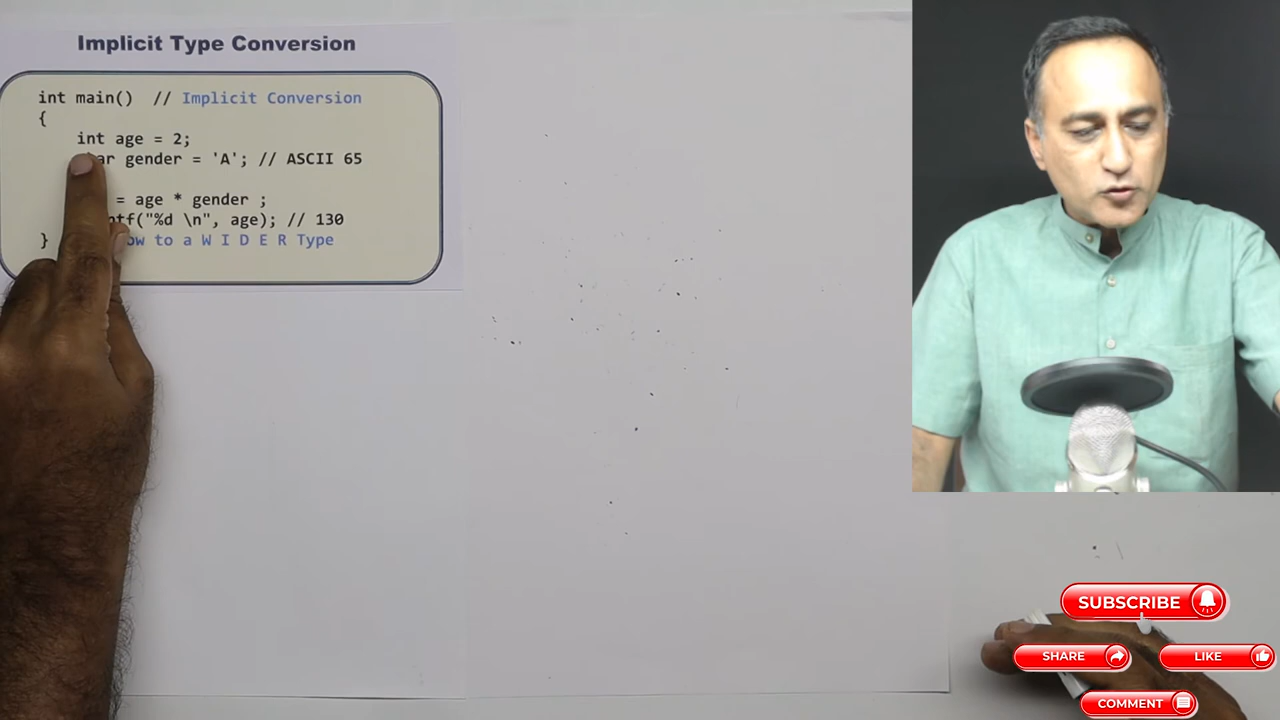 Implicit Type Conversion
int main() // Implicit Conversion
{
int age = 2;
gender = 'A'; // ASCII 65
= age * gender ;
("%d \n", age); // 130
} to a W I D E R Type
SUBSCRIBE
SHARE
LIKE
COMMENT